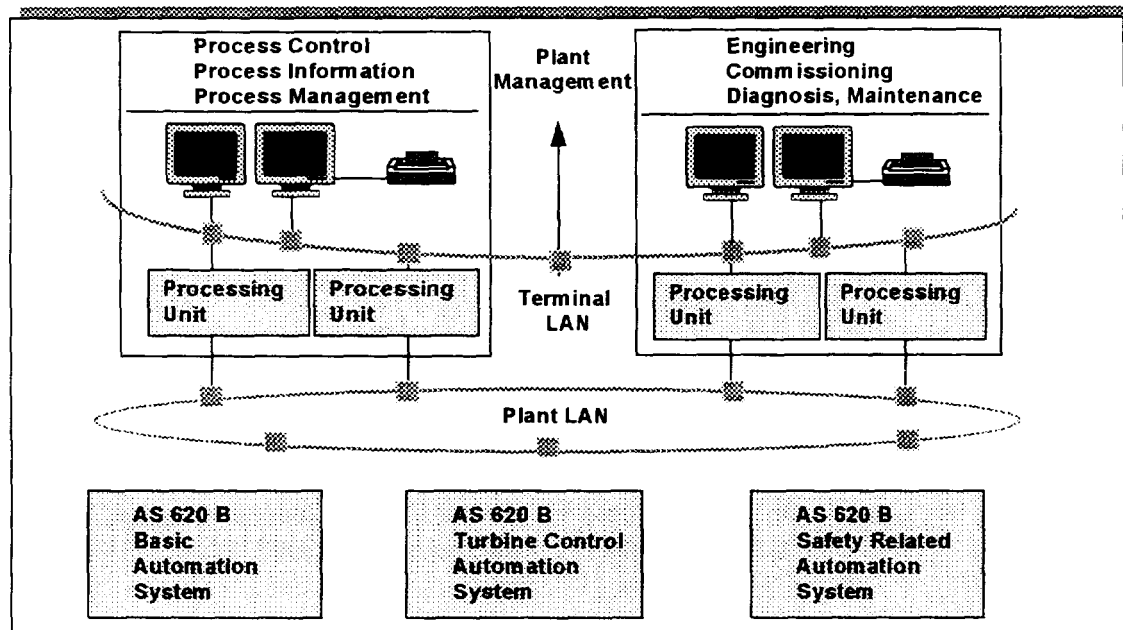 Process Control
Process Information
Process Management
Plant
Management
Engineering
Commissioning
Diagnosis, Maintenance
Processing
Unit
Processing
Unit
Terminal
LAN
Processing
Unit
Processing
Unit
Plant LAN
AS 620 B
Basic
Automation
System
AS 620 B
Turbine Control
Automation
System
AS 620 B
Safety Related
Automation
System